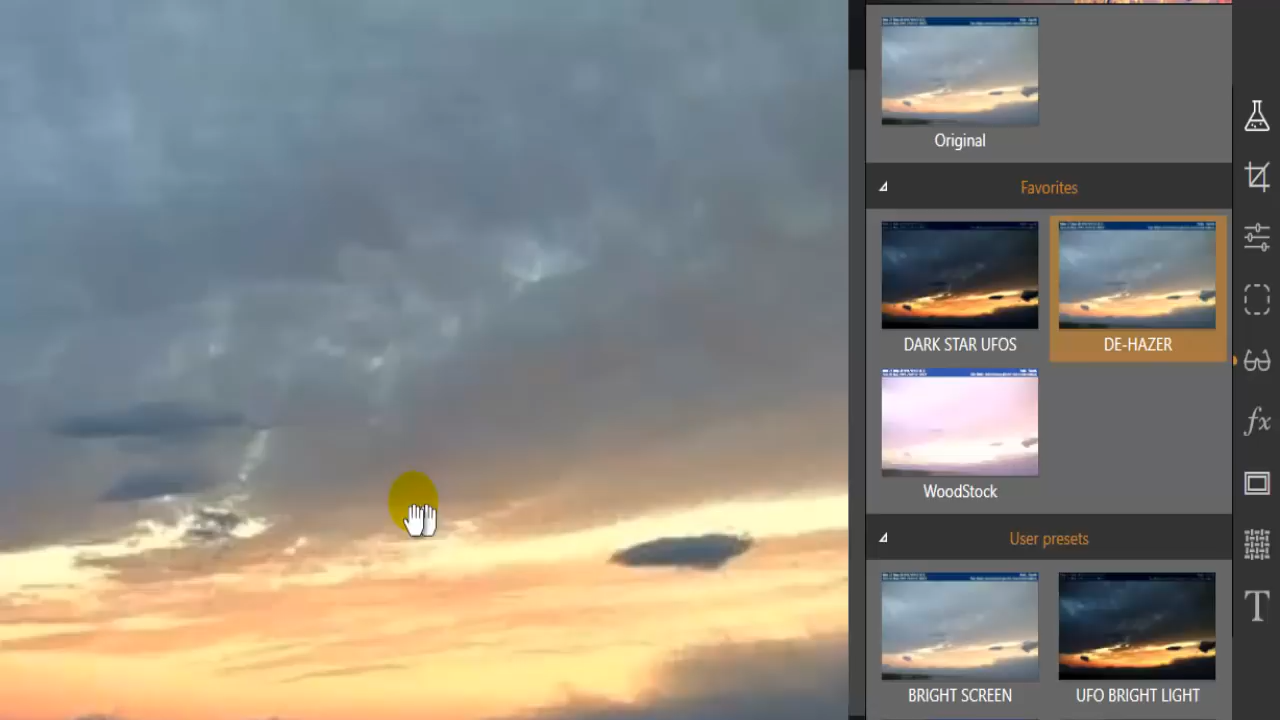 Original
Favorites
DARK STAR UFOS
DE-HAZER
WoodStock
User presets
BRIGHT SCREEN
UFO BRIGHT LIGHT
fx
T